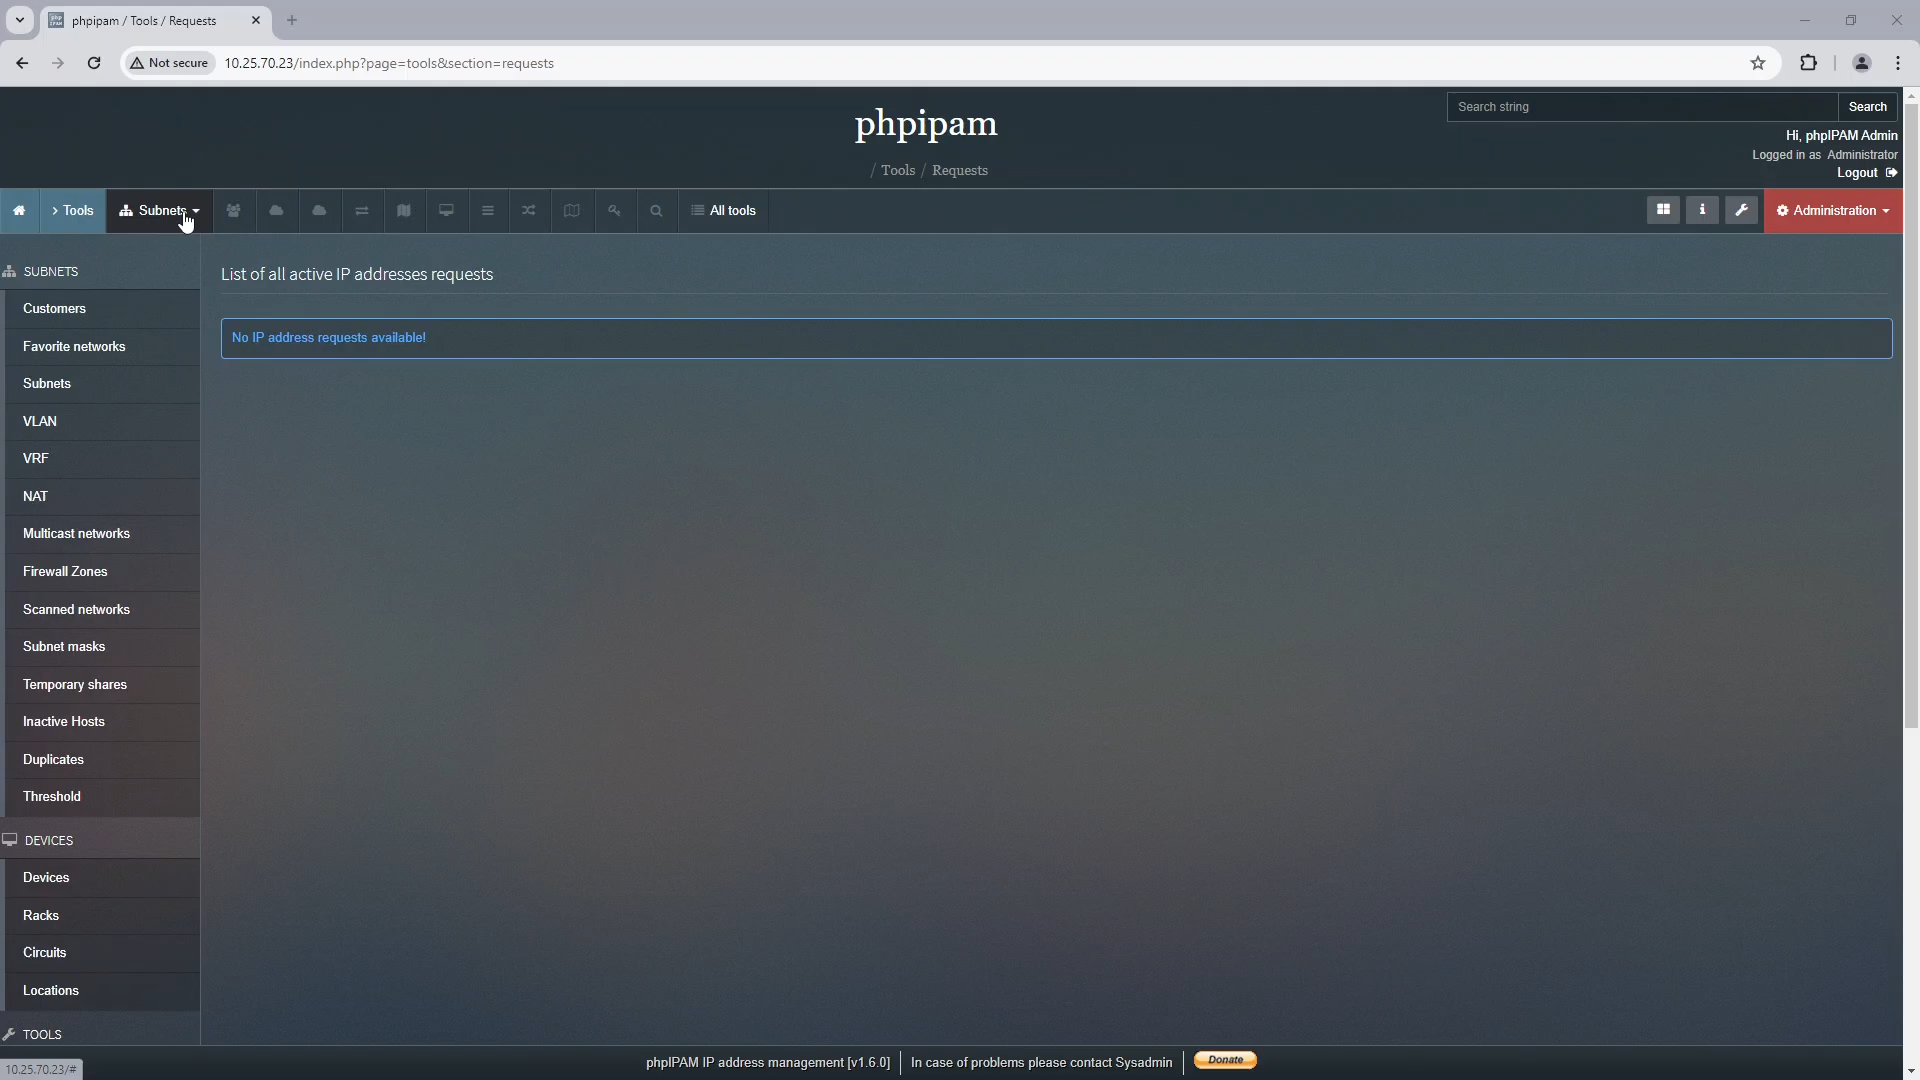 phpipam / Tools / Requests
Not secure
10.25.70.23/index.php?page=tools&section=requests
phpipam
/ Tools / Requests
Search string
Search
Hi, phpIPAM Admin
Logged in as Administrator
Logout
> Tools
Subnets
All tools
Administration
SUBNETS
Customers
Favorite networks
Subnets
VLAN
VRF
NAT
Multicast networks
Firewall Zones
Scanned networks
Subnet masks
Temporary shares
Inactive Hosts
Duplicates
Threshold
DEVICES
Devices
Racks
Circuits
Locations
TOOLS
List of all active IP addresses requests
No IP address requests available!
phpIPAM IP address management [v1.6.0]
In case of problems please contact Sysadmin
Donate
10.25.70.23/#